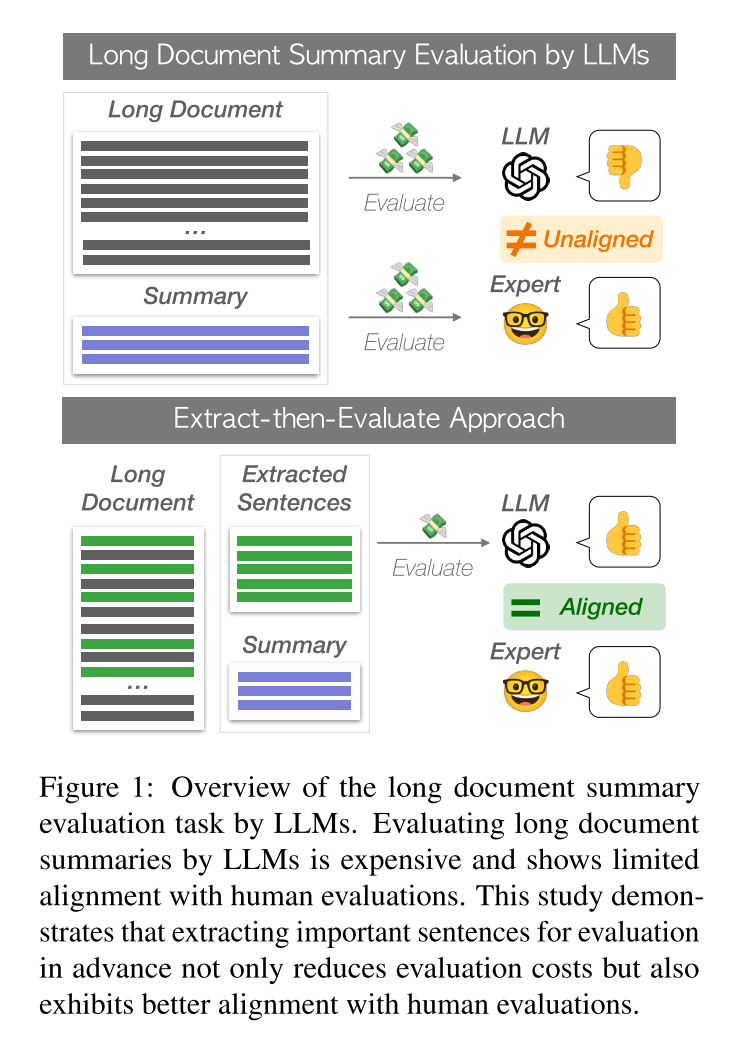 Long Document Summary Evaluation by LLMs
Long Document
...
Summary
Evaluate
LLM
≠ Unaligned
Evaluate
Expert
Extract-then-Evaluate Approach
Long
Document
...
Extracted
Sentences
Summary
Evaluate
LLM
= Aligned
Expert
Figure 1: Overview of the long document summary
evaluation task by LLMs. Evaluating long document
summaries by LLMs is expensive and shows limited
alignment with human evaluations. This study demon-
strates that extracting important sentences for evaluation
in advance not only reduces evaluation costs but also
exhibits better alignment with human evaluations.